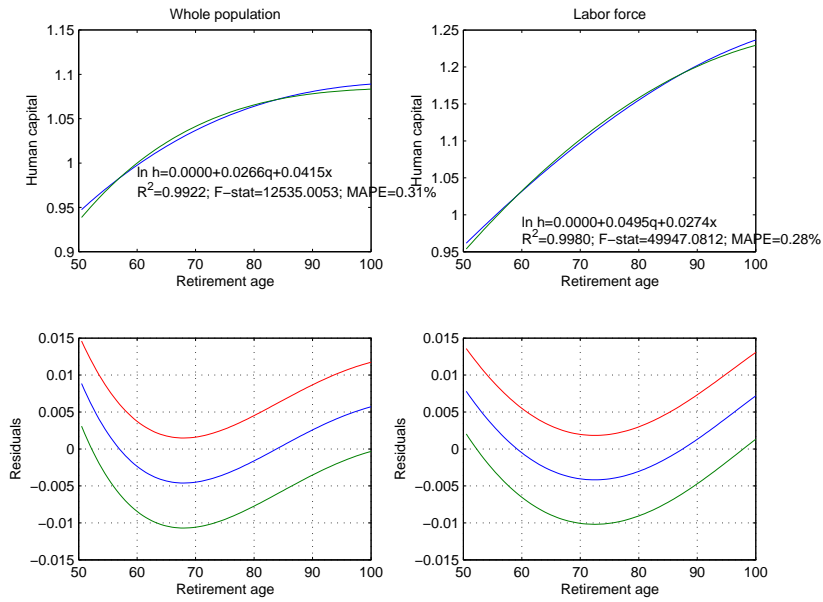 Whole population
Labor force
1.15
1.1
1.05
1
0.95
0.9
Human capital
ln h=0.0000+0.0266q+0.0415x
R²=0.9922; F−stat=12535.0053; MAPE=0.31%
50 60 70 80 90 100
Retirement age
1.25
1.2
1.15
1.1
1.05
1
0.95
Human capital
ln h=0.0000+0.0495q+0.0274x
R²=0.9980; F−stat=49947.0812; MAPE=0.28%
50 60 70 80 90 100
Retirement age
0.015
0.01
0.005
0
−0.005
−0.01
−0.015
Residuals
50 60 70 80 90 100
Retirement age
0.015
0.01
0.005
0
−0.005
−0.01
−0.015
Residuals
50 60 70 80 90 100
Retirement age